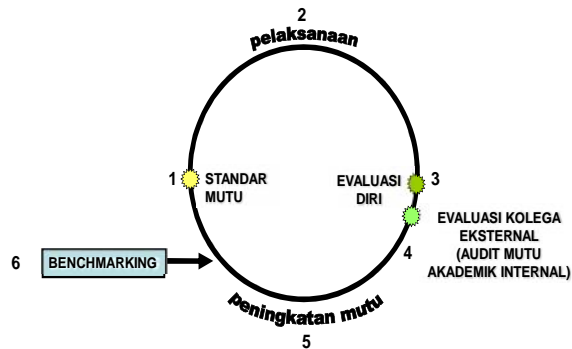 2
pelaksanaan
1
STANDAR
MUTU
EVALUASI
DIRI
3
EVALUASI KOLEGA
EKSTERNAL
(AUDIT MUTU
AKADEMIK INTERNAL)
4
6
BENCHMARKING
peningkatan mutu
5